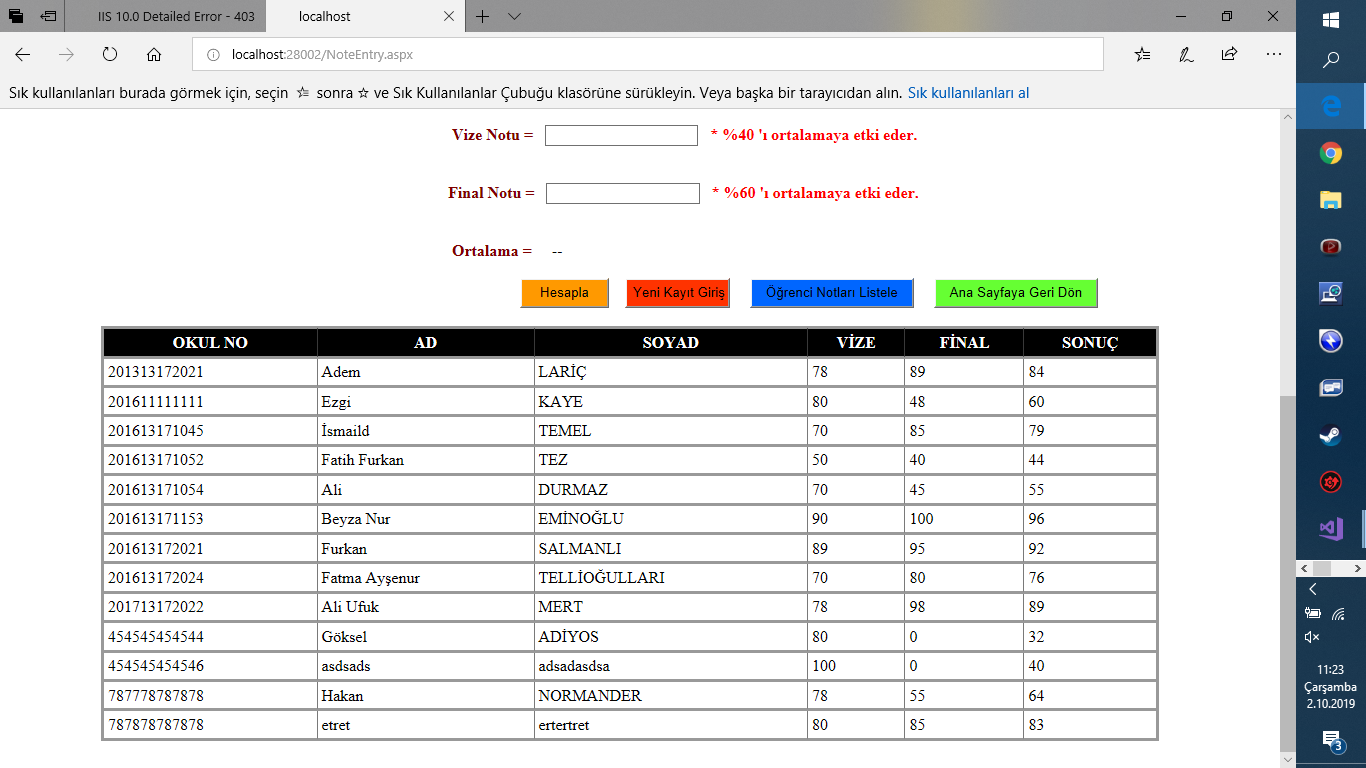 IIS 10.0 Detailed Error - 403
localhost
localhost:28002/NoteEntry.aspx
Sık kullanılanları burada görmek için, seçin sonra ve Sık Kullanılanlar Çubuğu klasörüne sürükleyin. Veya başka bir tarayıcıdan alın. Sık kullanılanları al
Vize Notu = * %40 'ı ortalamaya etki eder.
Final Notu = * %60 'ı ortalamaya etki eder.
Ortalama = --
Hesapla Yeni Kayıt Giriş Öğrenci Notları Listele Ana Sayfaya Geri Dön
OKUL NO AD SOYAD VİZE FİNAL SONUÇ
201313172021 Adem LARİÇ 78 89 84
201611111111 Ezgi KAYE 80 48 60
201613171045 İsmaild TEMEL 70 85 79
201613171052 Fatih Furkan TEZ 50 40 44
201613171054 Ali DURMAZ 70 45 55
201613171153 Beyza Nur EMİNOĞLU 90 100 96
201613172021 Furkan SALMANLI 89 95 92
201613172024 Fatma Ayşenur TELLİOĞULLARI 70 80 76
201713172022 Ali Ufuk MERT 78 98 89
454545454544 Göksel ADİYOS 80 0 32
454545454546 asdsads adsadasdsa 100 0 40
787778787878 Hakan NORMANDER 78 55 64
787878787878 etret ertertret 80 85 83
11:23
Çarşamba
2.10.2019
3